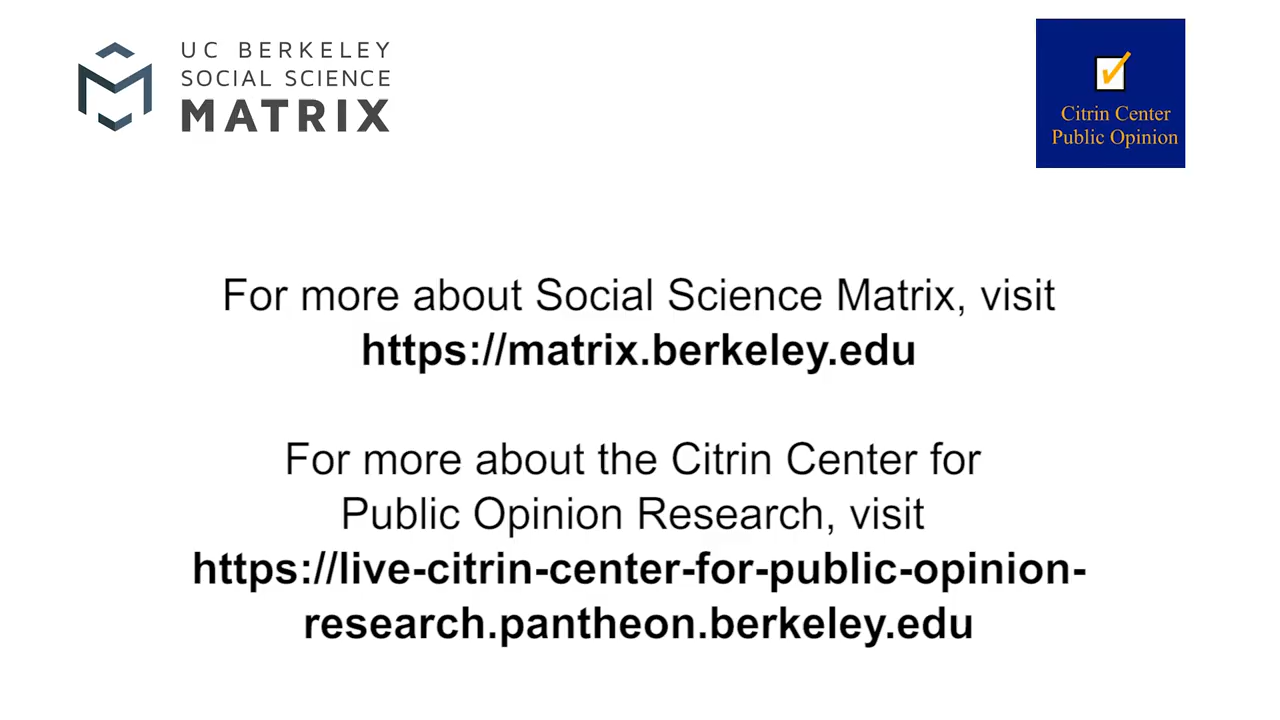 UC BERKELEY
SOCIAL SCIENCE
MATRIX
Citrin Center
Public Opinion
For more about Social Science Matrix, visit
https://matrix.berkeley.edu
For more about the Citrin Center for
Public Opinion Research, visit
https://live-citrin-center-for-public-opinion-
research.pantheon.berkeley.edu